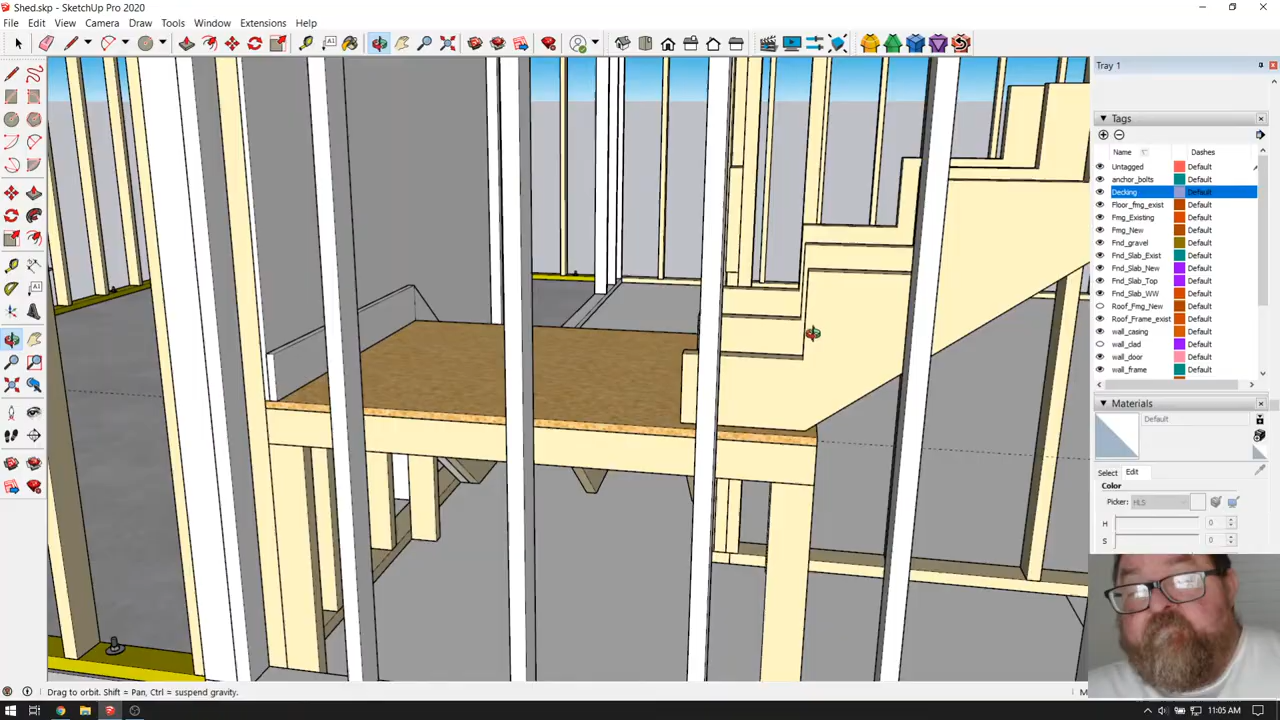 Shed.skp - SketchUp Pro 2020
File Edit View Camera Draw Tools Window Extensions Help
Tray 1
Tags
Name Dashes
Untagged Default
anchor_bolts Default
Decking Default
Floor_fmg_exist Default
Fmg_Existing Default
Fmg_New Default
Fnd_gravel Default
Fnd_Slab_Exist Default
Fnd_Slab_New Default
Fnd_Slab_Top Default
Fnd_Slab_WW Default
Roof_Fmg_New Default
Roof_Frame_exist Default
wall_casing Default
wall_clad Default
wall_door Default
wall_frame Default
Materials
Default
Select Edit
Color
Picker: HLS
H 0
S 0
Drag to orbit. Shift = Pan, Ctrl = suspend gravity.
11:05 AM